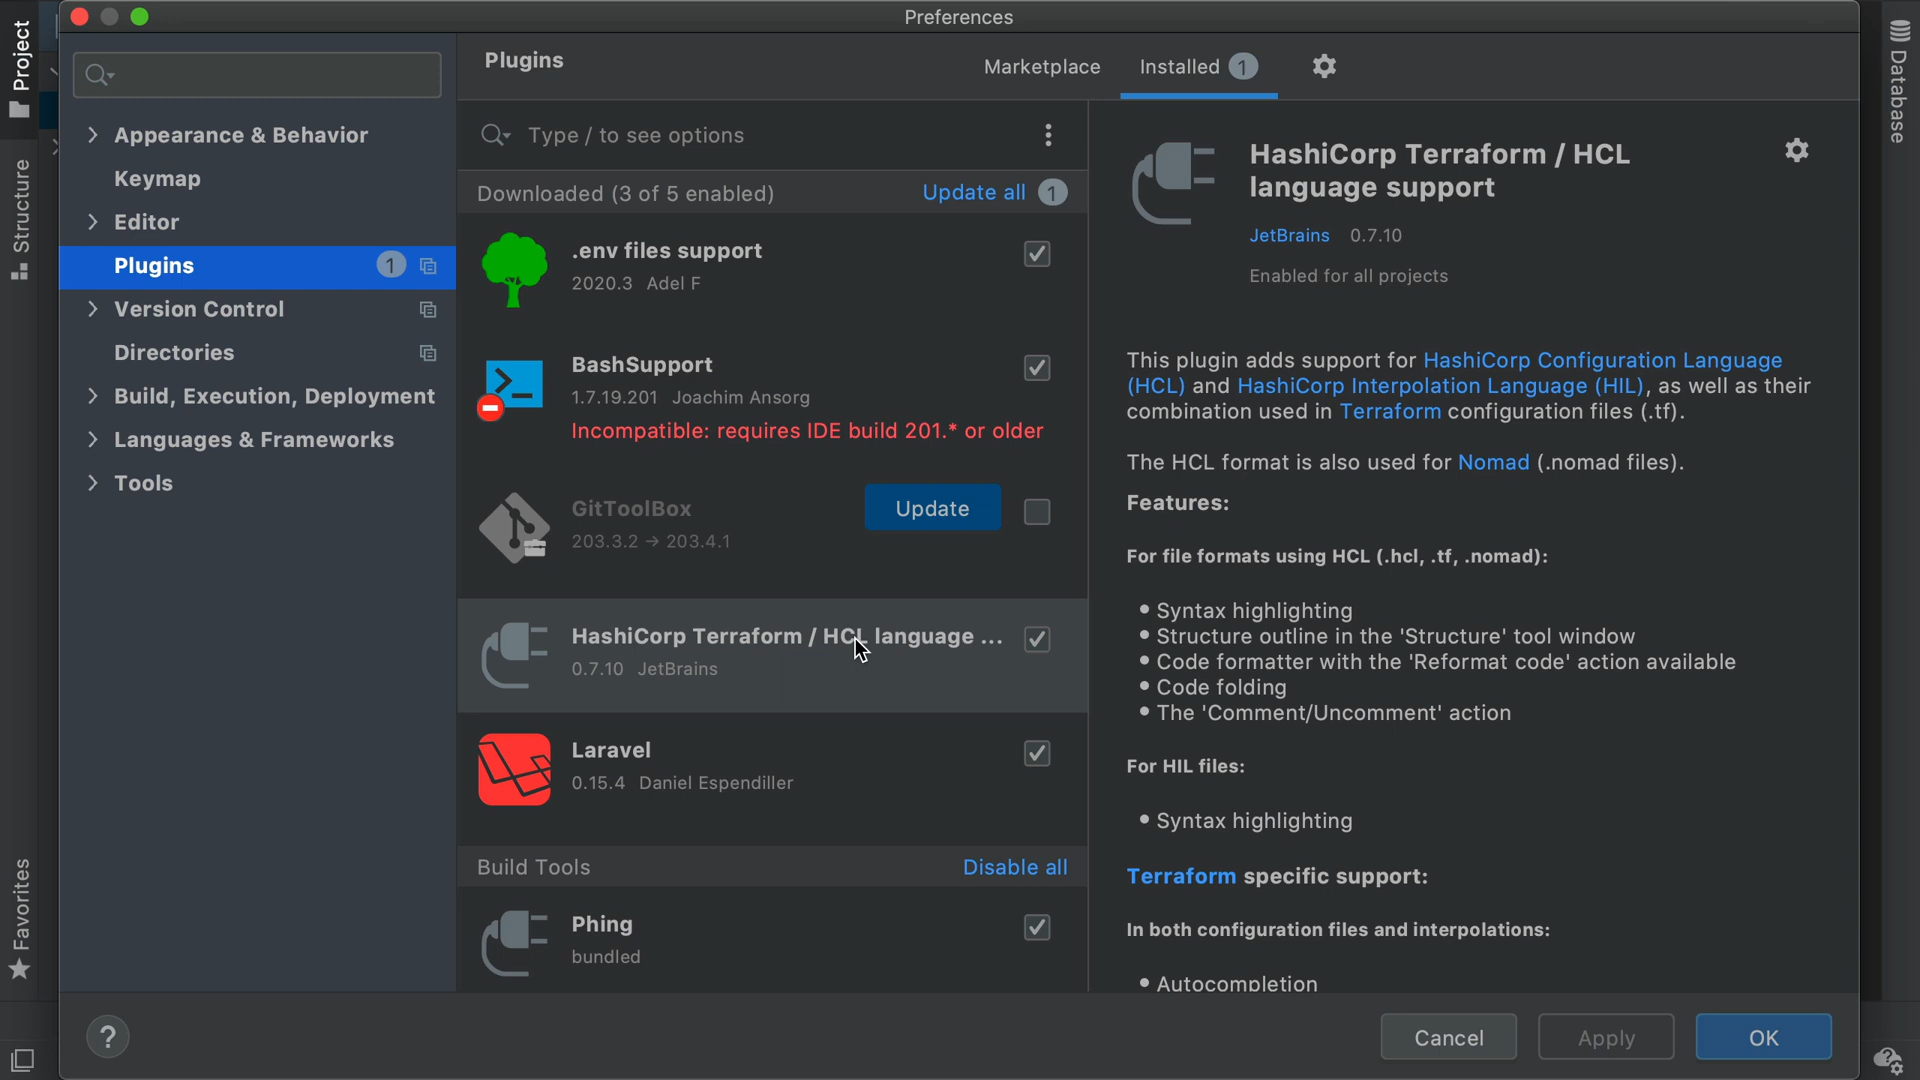 Preferences
Project
Structure
Favorites
Database
Appearance & Behavior
Keymap
Editor
Plugins 1
Version Control
Directories
Build, Execution, Deployment
Languages & Frameworks
Tools
Plugins
Marketplace
Installed 1
Type / to see options
Downloaded (3 of 5 enabled)
Update all 1
.env files support
2020.3 Adel F
BashSupport
1.7.19.201 Joachim Ansorg
Incompatible: requires IDE build 201.* or older
GitToolBox
203.3.2 → 203.4.1
Update
HashiCorp Terraform / HCL language ...
0.7.10 JetBrains
Laravel
0.15.4 Daniel Espendiller
Build Tools
Disable all
Phing
bundled
HashiCorp Terraform / HCL
language support
JetBrains 0.7.10
Enabled for all projects
This plugin adds support for HashiCorp Configuration Language
(HCL) and HashiCorp Interpolation Language (HIL), as well as their
combination used in Terraform configuration files (.tf).
The HCL format is also used for Nomad (.nomad files).
Features:
For file formats using HCL (.hcl, .tf, .nomad):
• Syntax highlighting
• Structure outline in the 'Structure' tool window
• Code formatter with the 'Reformat code' action available
• Code folding
• The 'Comment/Uncomment' action
For HIL files:
• Syntax highlighting
Terraform specific support:
In both configuration files and interpolations:
• Autocompletion
?
Cancel
Apply
OK